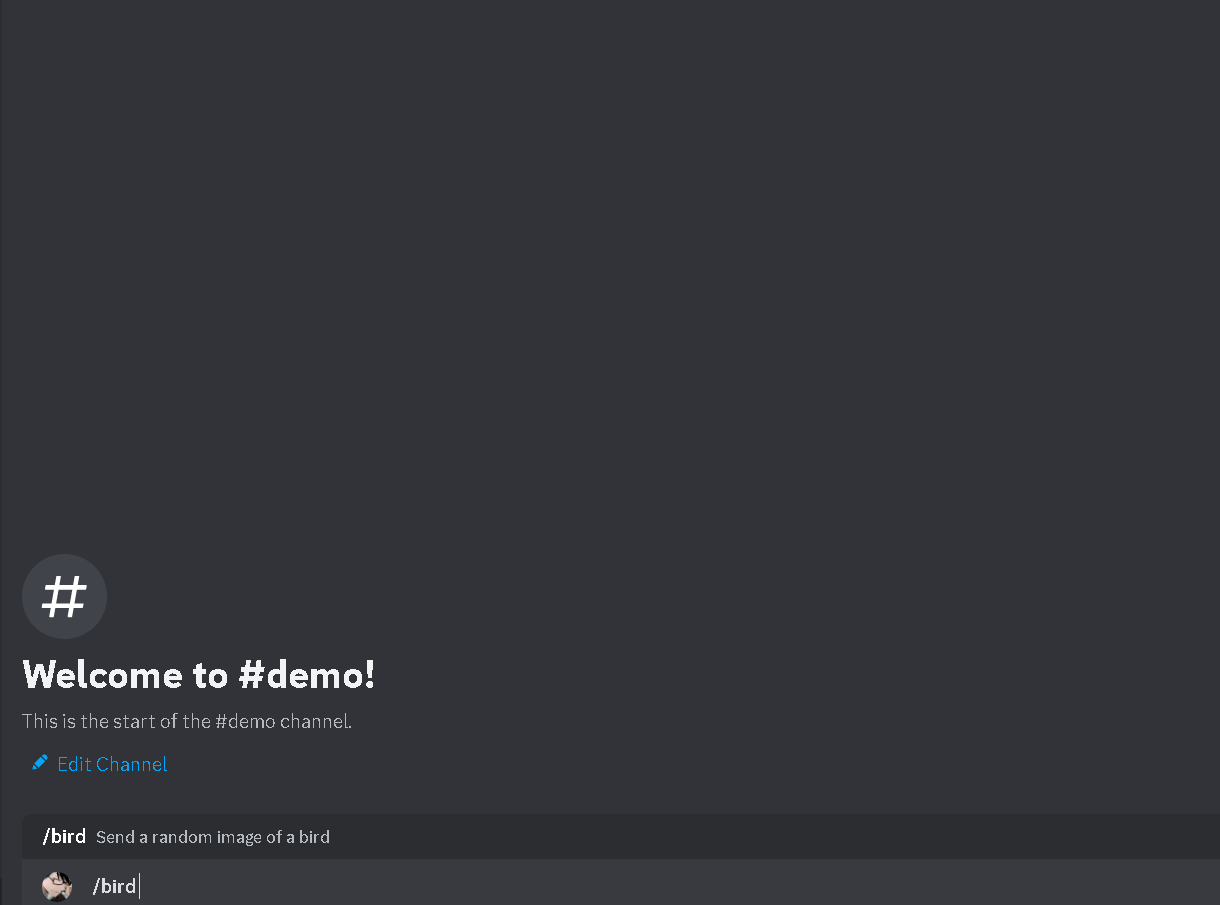 #
Welcome to #demo!
This is the start of the #demo channel.
Edit Channel
/bird Send a random image of a bird
/bird